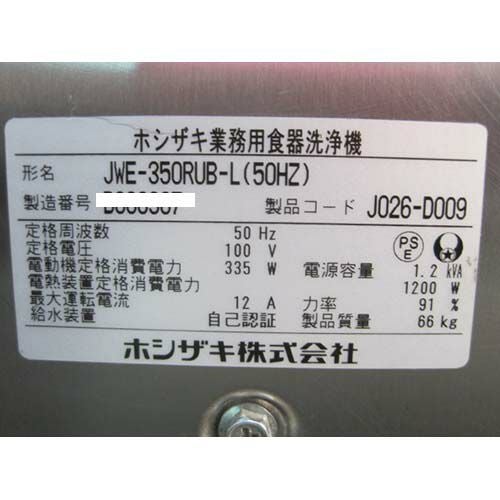 ホシザキ業務用食器洗浄機
形名 JWE-350RUB-L(50HZ)
製造番号 製品コード J026-D009
定格周波数 50 Hz
定格電圧 100 V PSE
電動機定格消費電力 335 W 電源容量 1.2 kVA
電熱装置定格消費電力 1200 W
最大運転電流 12 A 力率 91 %
給水装置 自己認証 製品質量 66 kg
ホシザキ株式会社